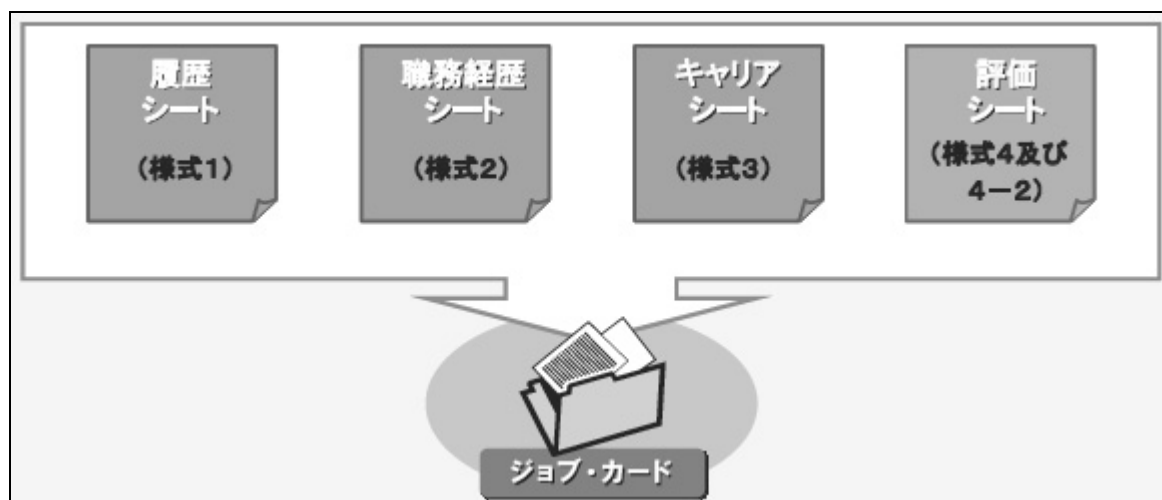 履歴
シート
（様式1）
職務経歴
シート
（様式2）
キャリア
シート
（様式3）
評価
シート
（様式4及び
4－2）
ジョブ・カード